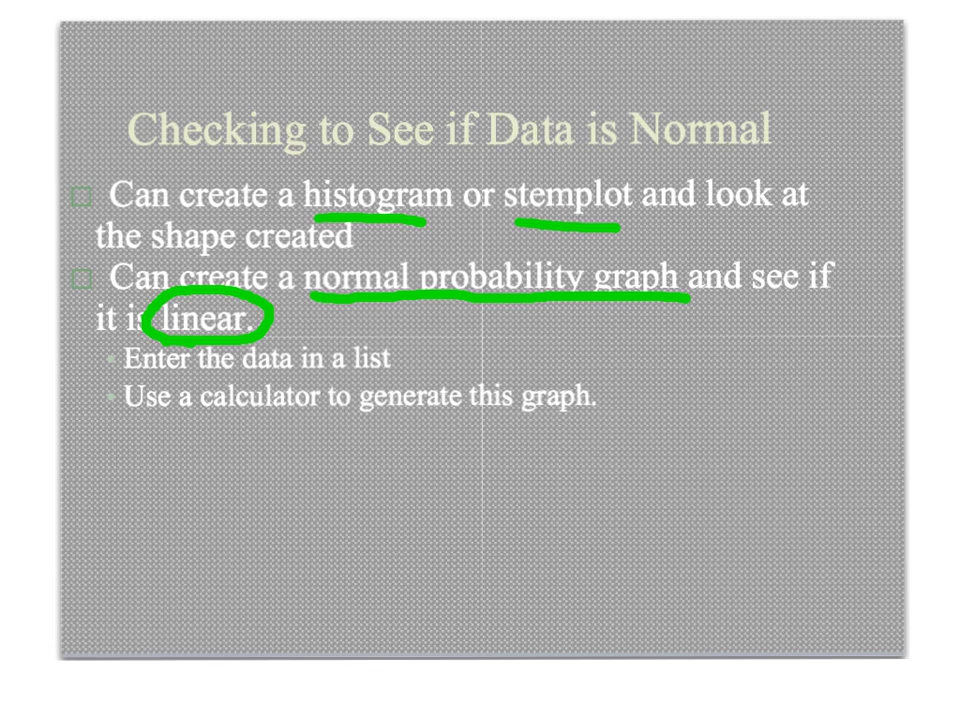 Checking to See if Data is Normal
Can create a histogram or stemplot and look at
the shape created
Can create a normal probability graph and see if
it is linear.
Enter the data in a list
Use a calculator to generate this graph.